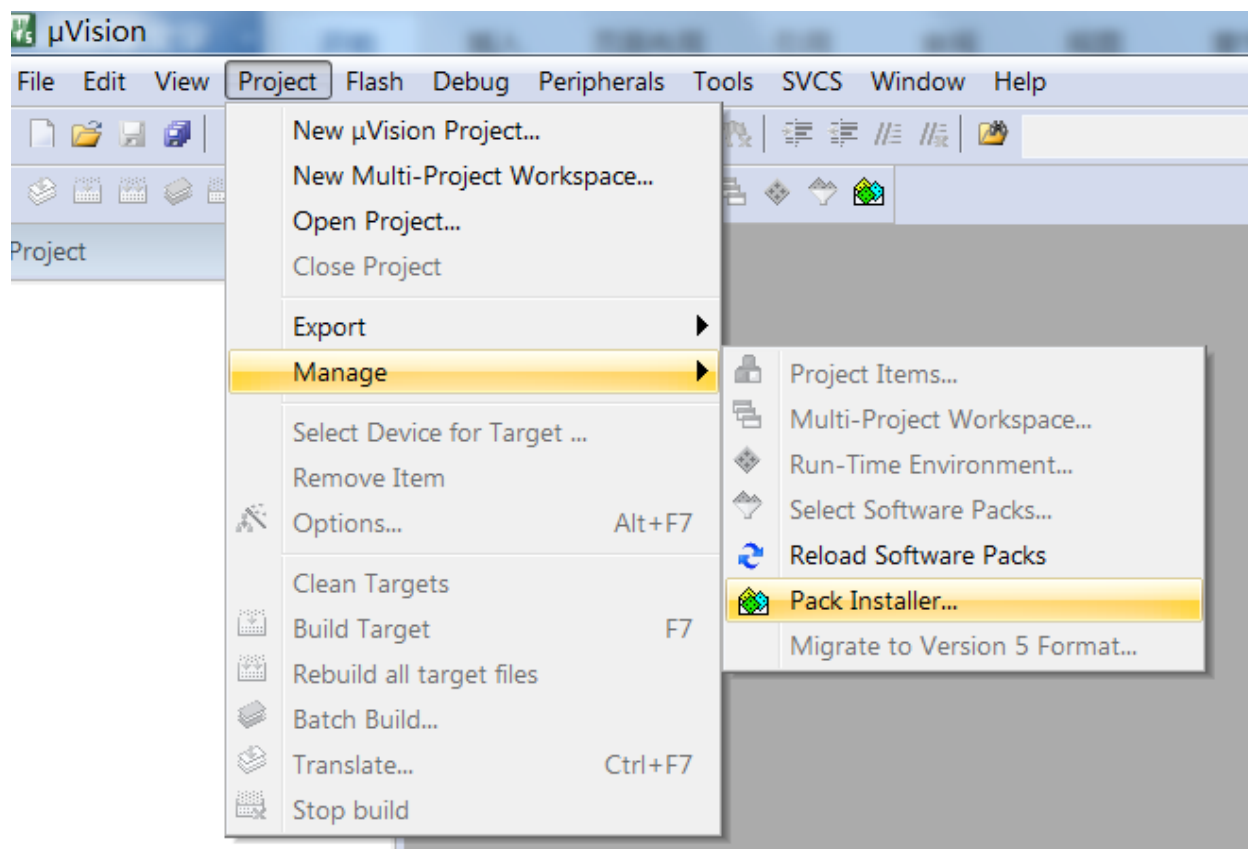 µVision
File Edit View Project Flash Debug Peripherals Tools SVCS Window Help
New µVision Project...
New Multi-Project Workspace...
Open Project...
Close Project
Project
Export
Manage
Select Device for Target ...
Remove Item
Options... Alt+F7
Clean Targets
Build Target F7
Rebuild all target files
Batch Build...
Translate... Ctrl+F7
Stop build
Project Items...
Multi-Project Workspace...
Run-Time Environment...
Select Software Packs...
Reload Software Packs
Pack Installer...
Migrate to Version 5 Format...